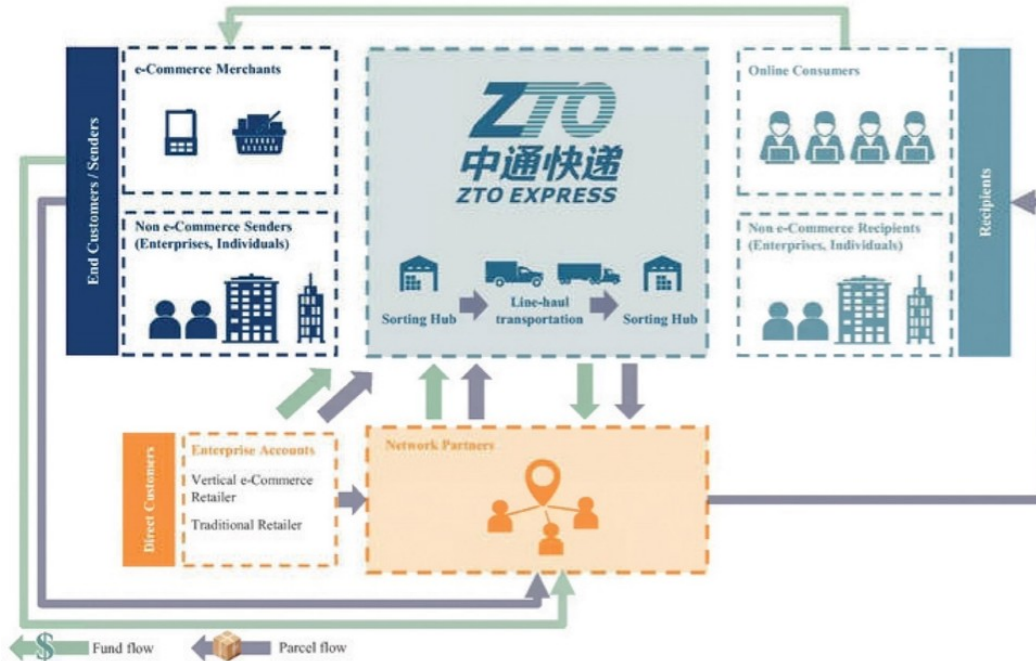 End Customers / Senders
e-Commerce Merchants
Non e-Commerce Senders
(Enterprises, Individuals)
ZTO
中通快递
ZTO EXPRESS
Sorting Hub
Line-haul
transportation
Sorting Hub
Online Consumers
Non e-Commerce Recipients
(Enterprises, Individuals)
Recipients
Direct Customers
Enterprise Accounts
Vertical e-Commerce
Retailer
Traditional Retailer
Network Partners
$
Fund flow
Parcel flow